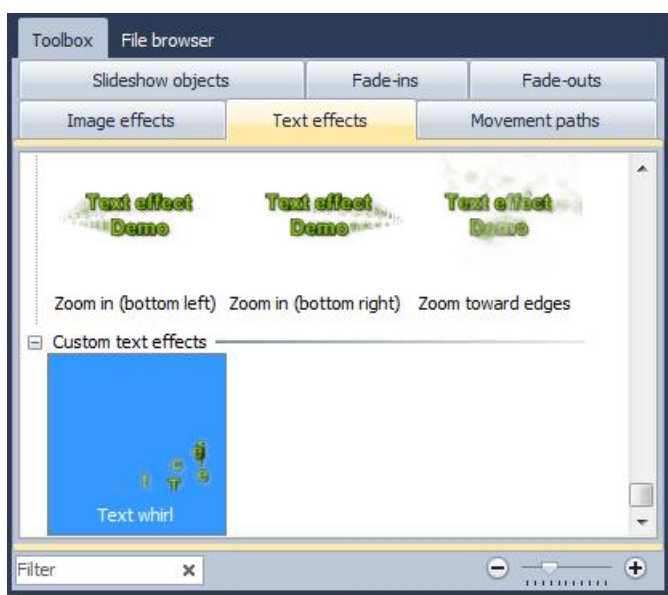 Toolbox File browser
Slideshow objects Fade-ins Fade-outs
Image effects Text effects Movement paths
Text effect Text effect Text effect
Demo Demo Demo
Zoom in (bottom left) Zoom in (bottom right) Zoom toward edges
Custom text effects
Text whirl
Filter